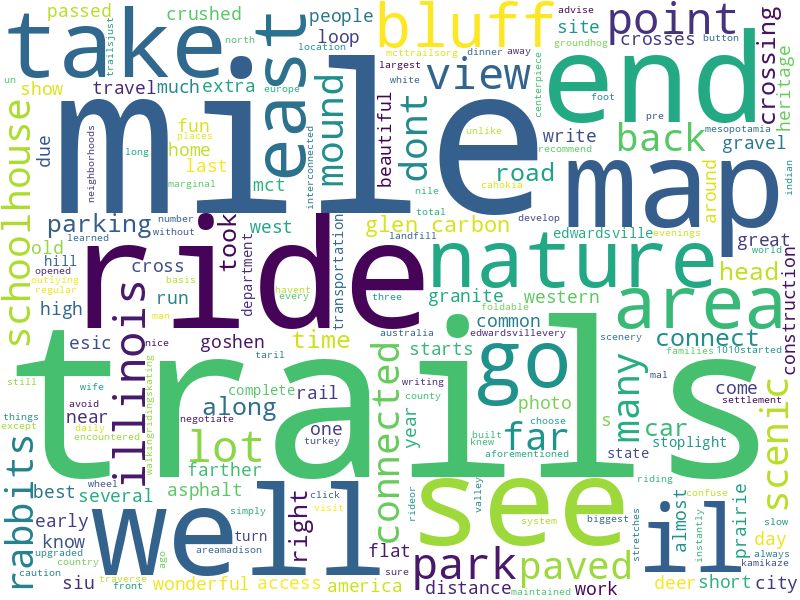 passed crushed people bluff advise point site
take loop crosses
trailsjust north location mcttrailsorg dinner away groundhog button
un europe largest white foot
show travel much extra east view end crossing heritage
schoolhouse due neighborhoods mile mound beautiful dont centerpiece pre
fun unlike write back mesopotamia
home places recommend gravel
long last interconnected road map indian
marginal mct nile cahokia around
number total develop
parking took west glen carbon edwardsville evenings
old learned without department transportation landfill nature great world
hill opened cross ride every havent three head
outlying basis granite western area
regular man run foldable construction
high illinois nice goshen time australia common edwardsvillevery scenery families 1010started
esic taril starts connect
trails go many mal
still wife complete rail connected writing choose come
things avoid daily county photo car settlement
except near walkingridingskating negotiate along year built s scenic
rabbits encountered lot one far knew stoplight
turkey aforementioned state
best wheel several farther right click see valley riding prairie
early asphalt visit rideor system biggest almost confuse day slow
know well simply il stretches instantly always
upgraded areamadison turn kamikaze
caution country ago flat park paved
siu traverse front wonderful access america sure distance maintained work deer short city